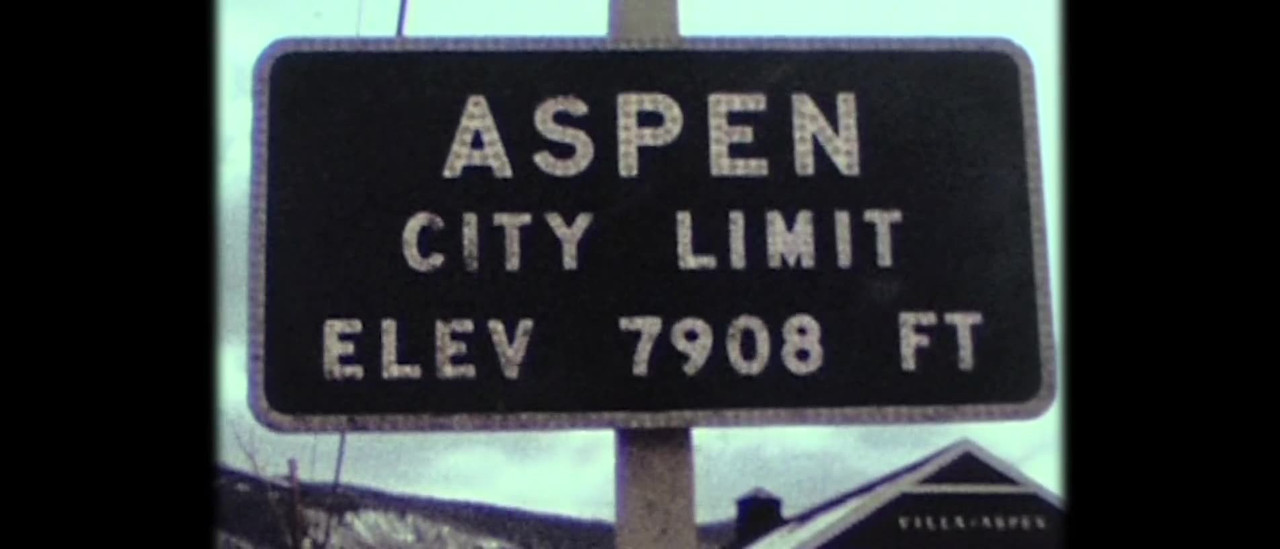 ASPEN
CITY LIMIT
ELEV 7908 FT
VILLA-ASPEN